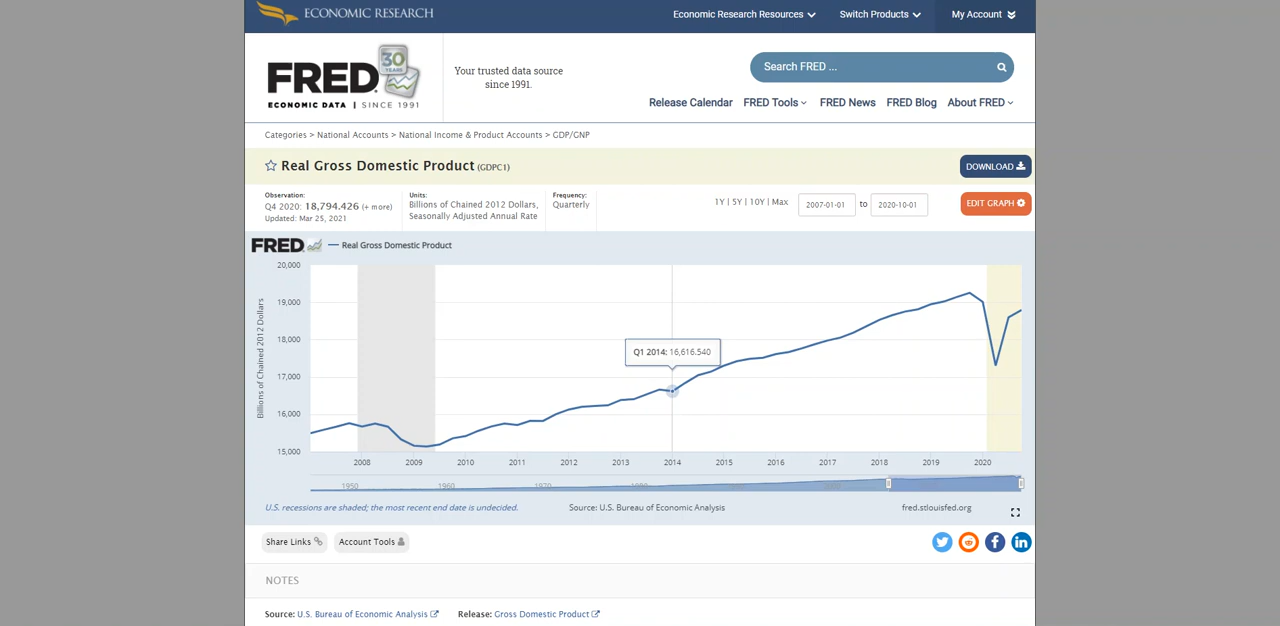 ECONOMIC RESEARCH
Economic Research Resources
Switch Products
My Account
FRED
30
YEARS
ECONOMIC DATA | SINCE 1991
Your trusted data source
since 1991.
Search FRED ...
Release Calendar
FRED Tools
FRED News
FRED Blog
About FRED
Categories > National Accounts > National Income & Product Accounts > GDP/GNP
Real Gross Domestic Product (GDPC1)
DOWNLOAD
Observation:
Q4 2020: 18,794.426 (+ more)
Updated: Mar 25, 2021
Units:
Billions of Chained 2012 Dollars,
Seasonally Adjusted Annual Rate
Frequency:
Quarterly
1Y | 5Y | 10Y | Max
2007-01-01 to 2020-10-01
EDIT GRAPH
FRED
Real Gross Domestic Product
Billions of Chained 2012 Dollars
20,000
19,000
18,000
17,000
16,000
15,000
Q1 2014: 16,616.540
2008 2009 2010 2011 2012 2013 2014 2015 2016 2017 2018 2019 2020
1950 1960 1970
U.S. recessions are shaded; the most recent end date is undecided.
Source: U.S. Bureau of Economic Analysis
fred.stlouisfed.org
Share Links
Account Tools
NOTES
Source: U.S. Bureau of Economic Analysis
Release: Gross Domestic Product